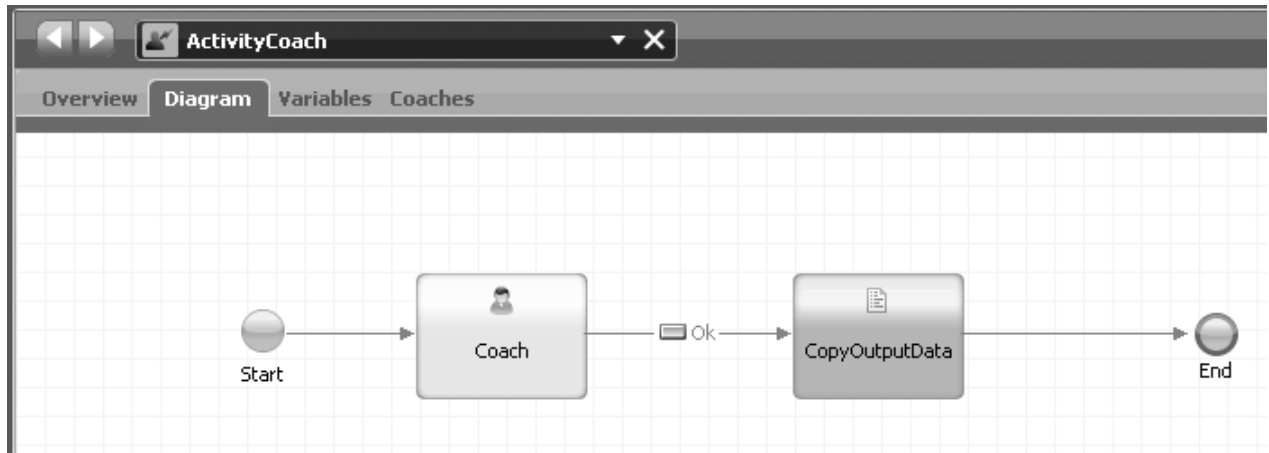 ActivityCoach
Overview Diagram Variables Coaches
Start
Coach
Ok
CopyOutputData
End